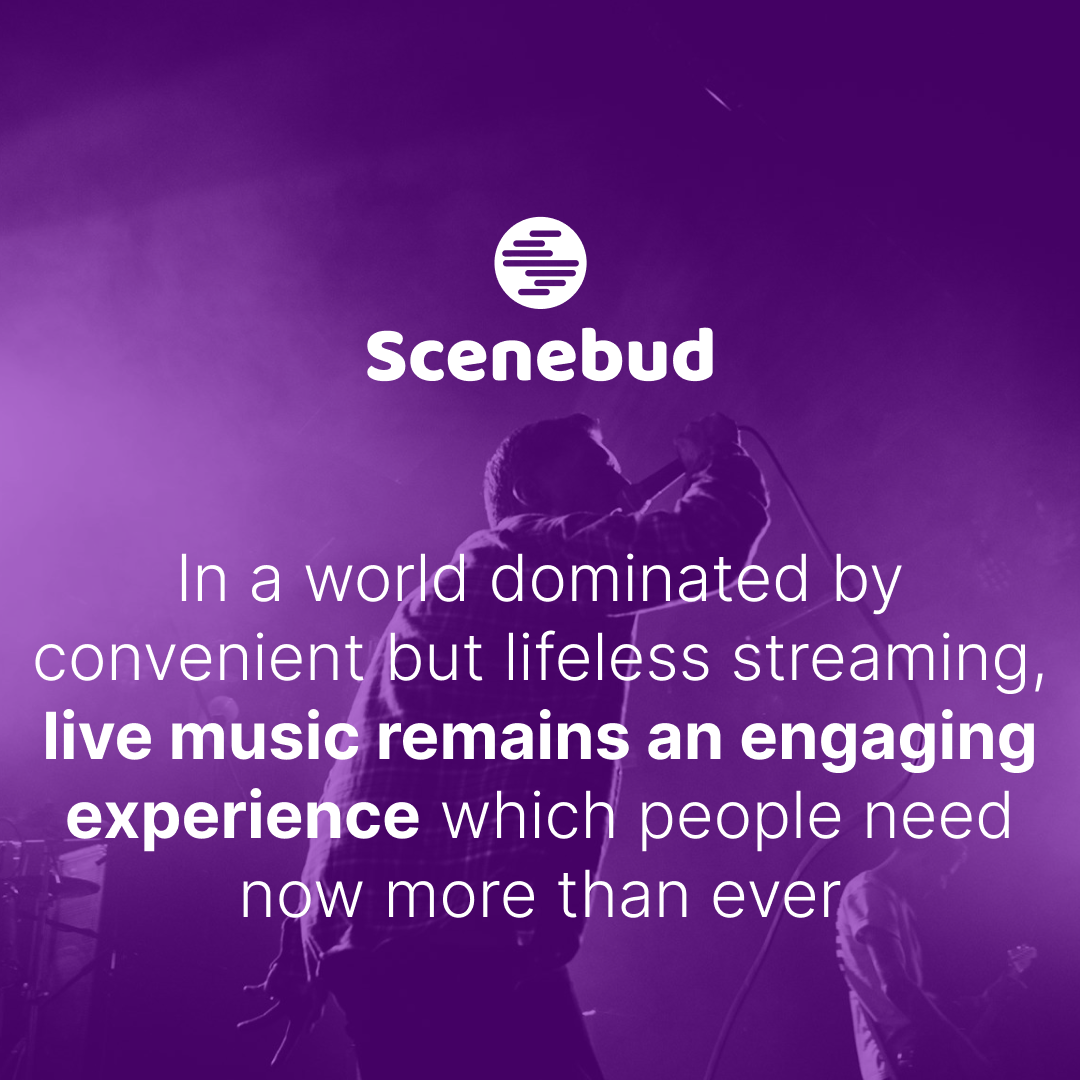 Scenebud
In a world dominated by
convenient but lifeless streaming,
live music remains an engaging
experience which people need
now more than ever